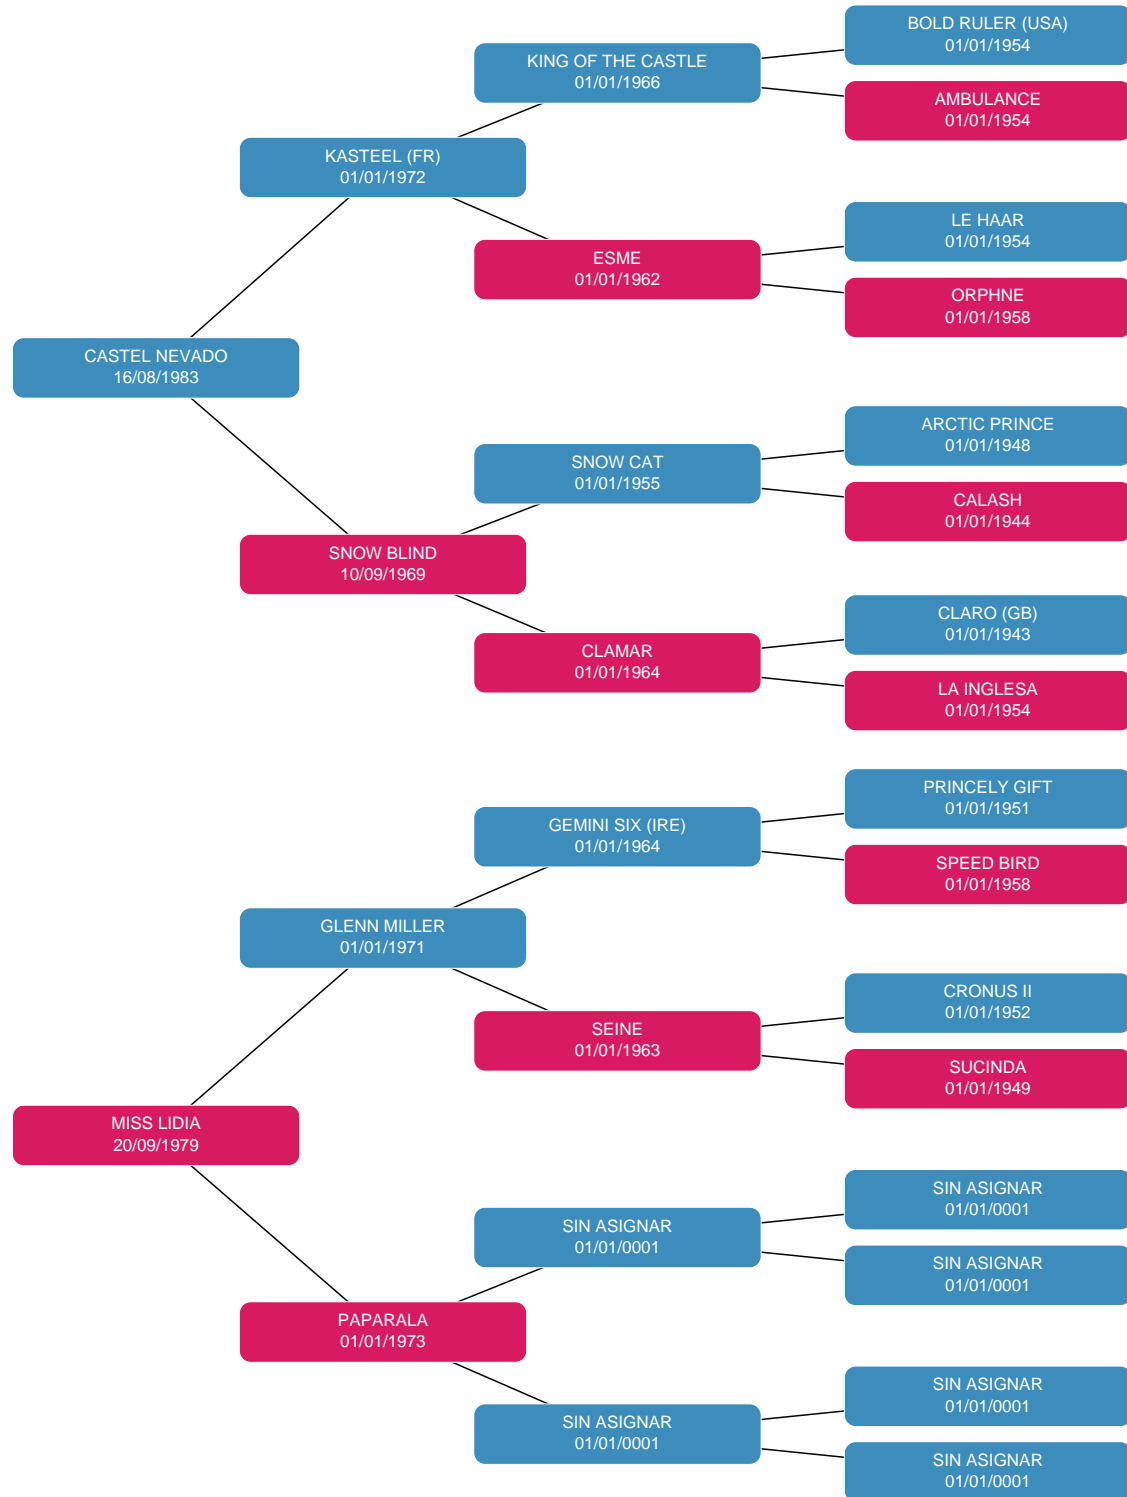 BOLD RULER (USA)
01/01/1954
KING OF THE CASTLE
01/01/1966
AMBULANCE
01/01/1954
KASTEEL (FR)
01/01/1972
LE HAAR
01/01/1954
ESME
01/01/1962
ORPHNE
01/01/1958
CASTEL NEVADO
16/08/1983
ARCTIC PRINCE
01/01/1948
SNOW CAT
01/01/1955
CALASH
01/01/1944
SNOW BLIND
10/09/1969
CLARO (GB)
01/01/1943
CLAMAR
01/01/1964
LA INGLESA
01/01/1954
PRINCELY GIFT
01/01/1951
GEMINI SIX (IRE)
01/01/1964
SPEED BIRD
01/01/1958
GLENN MILLER
01/01/1971
CRONUS II
01/01/1952
SEINE
01/01/1963
SUCINDA
01/01/1949
MISS LIDIA
20/09/1979
SIN ASIGNAR
01/01/0001
SIN ASIGNAR
01/01/0001
SIN ASIGNAR
01/01/0001
PAPARALA
01/01/1973
SIN ASIGNAR
01/01/0001
SIN ASIGNAR
01/01/0001
SIN ASIGNAR
01/01/0001